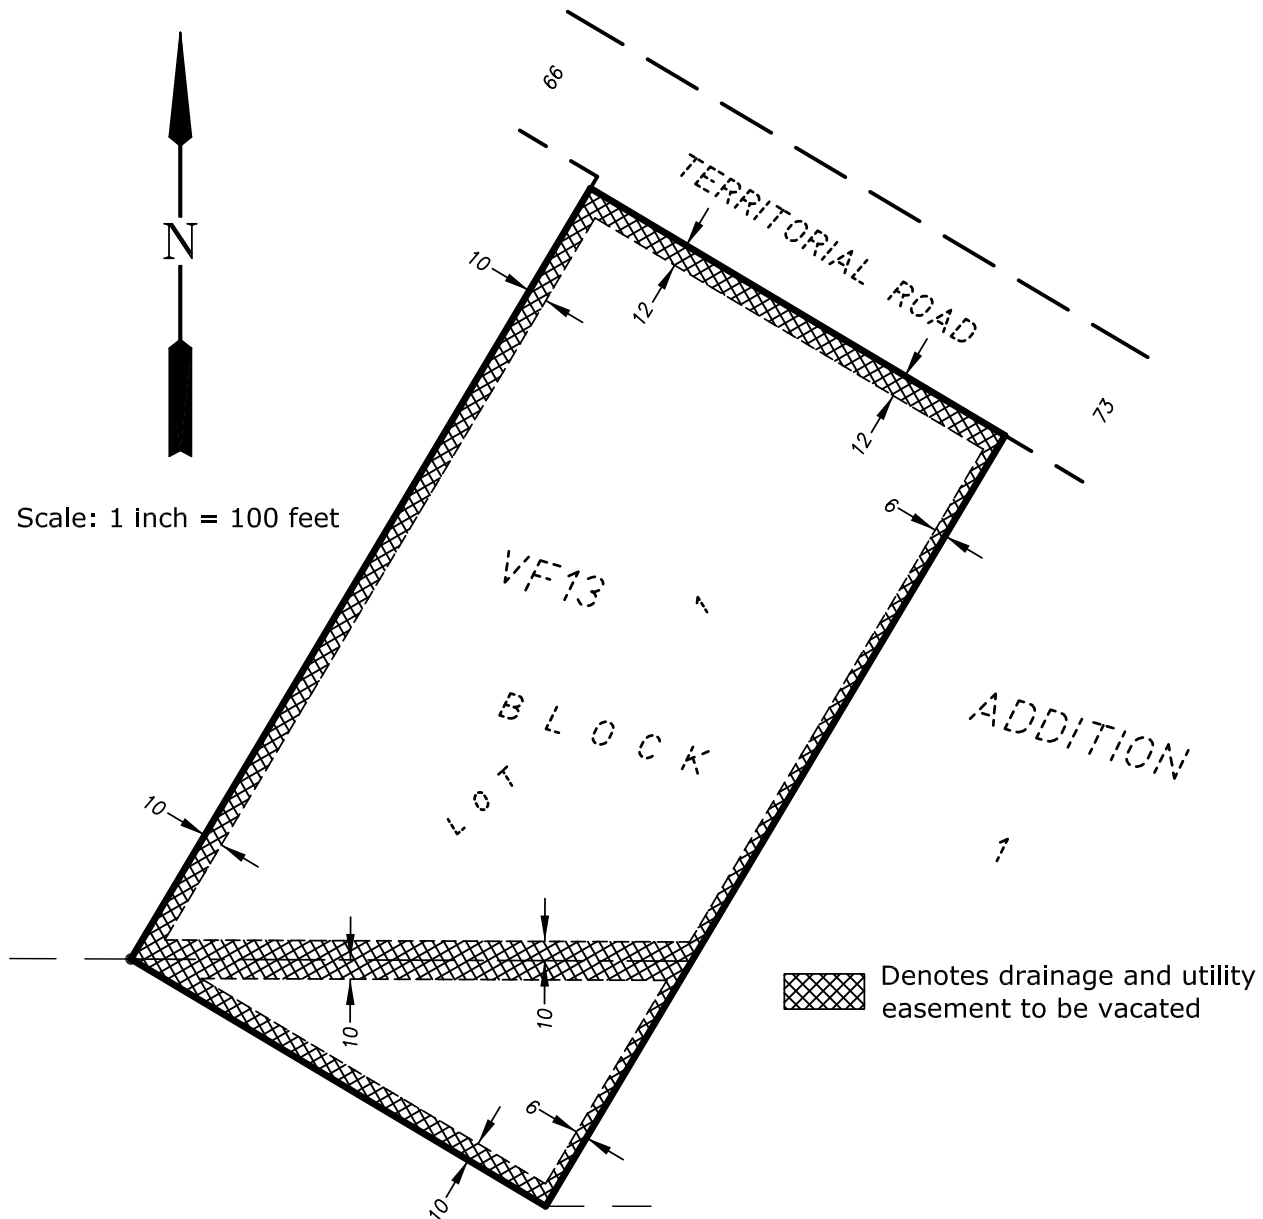 66
TERRITORIAL ROAD
N
10
12
73
12
Scale: 1 inch = 100 feet
6
VF13
1
BLOCK
ADDITION
LOT
10
1
Denotes drainage and utility
easement to be vacated
10
10
6
10